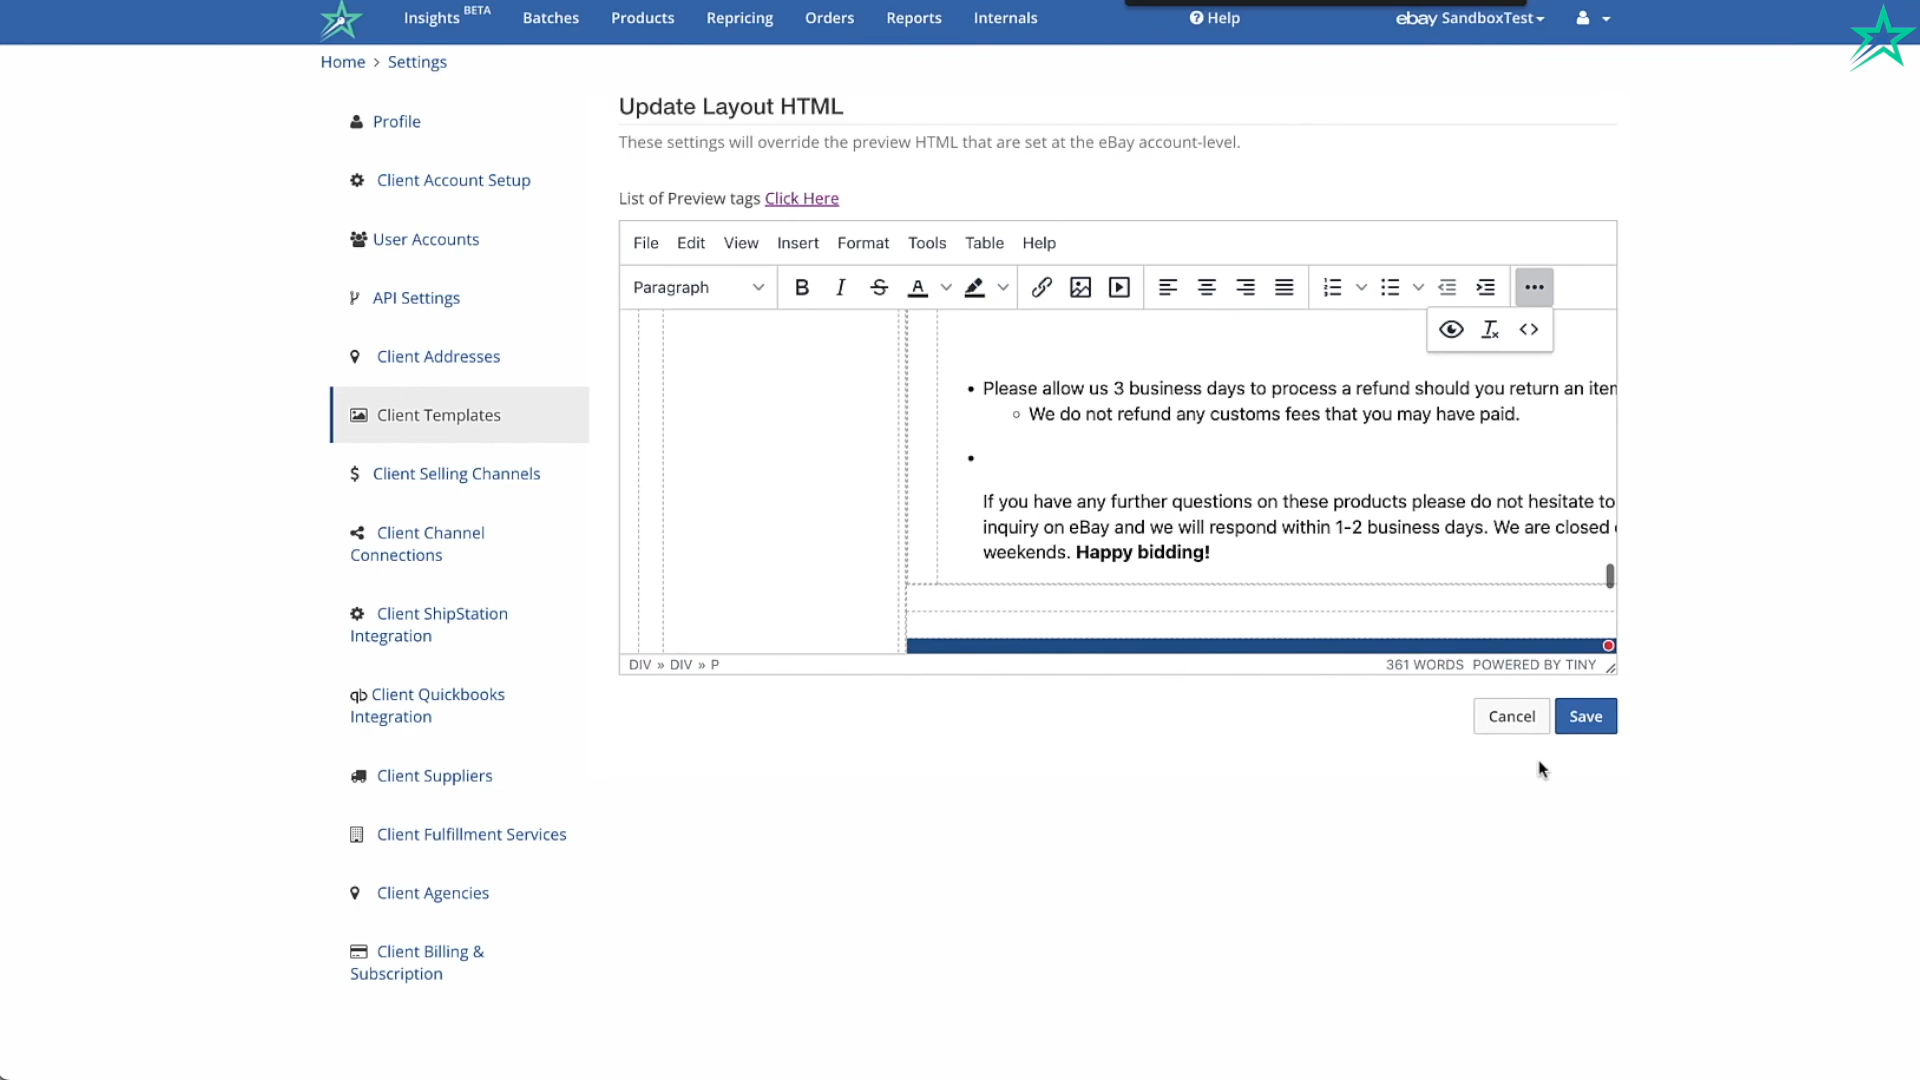 Insights BETA Batches Products Repricing Orders Reports Internals Help ebay SandboxTest
Home > Settings
Profile
Client Account Setup
User Accounts
API Settings
Client Addresses
Client Templates
Client Selling Channels
Client Channel
Connections
Client ShipStation
Integration
qb Client Quickbooks
Integration
Client Suppliers
Client Fulfillment Services
Client Agencies
Client Billing &
Subscription
Update Layout HTML
These settings will override the preview HTML that are set at the eBay account-level.
List of Preview tags Click Here
File Edit View Insert Format Tools Table Help
Paragraph
• Please allow us 3 business days to process a refund should you return an item
We do not refund any customs fees that you may have paid.
•
If you have any further questions on these products please do not hesitate to
inquiry on eBay and we will respond within 1-2 business days. We are closed
weekends. Happy bidding!
DIV » DIV » P 361 WORDS POWERED BY TINY
Cancel Save